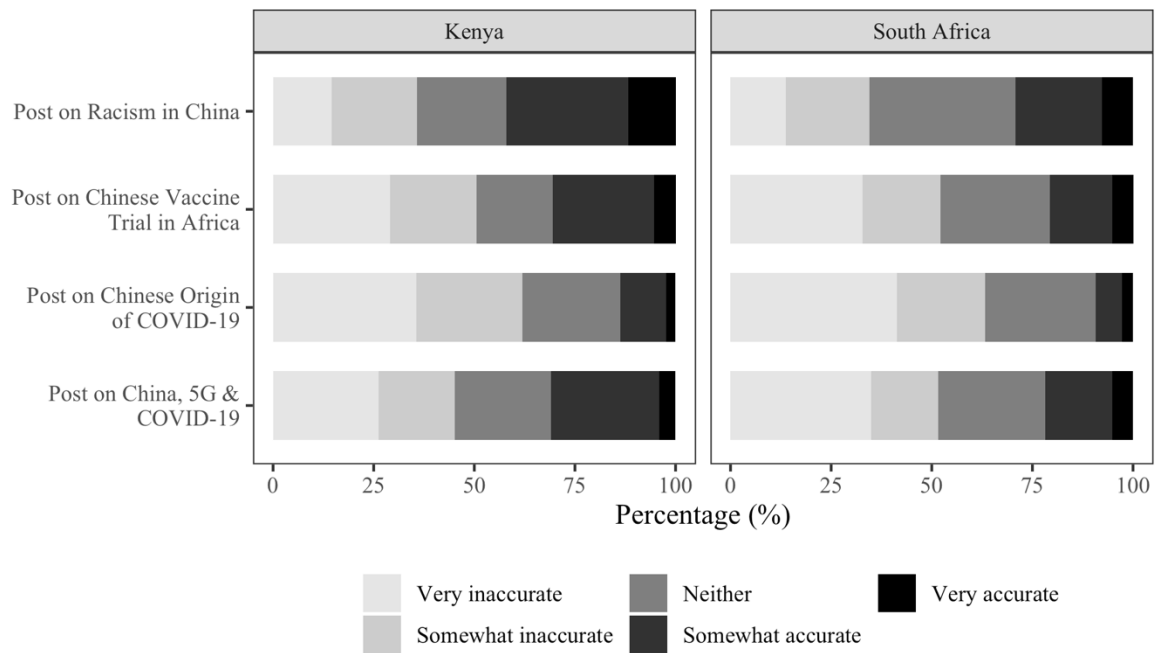 Kenya
South Africa
Post on Racism in China
Post on Chinese Vaccine
Trial in Africa
Post on Chinese Origin
of COVID-19
Post on China, 5G &
COVID-19
0 25 50 75 100
0 25 50 75 100
Percentage (%)
Very inaccurate
Somewhat inaccurate
Neither
Somewhat accurate
Very accurate